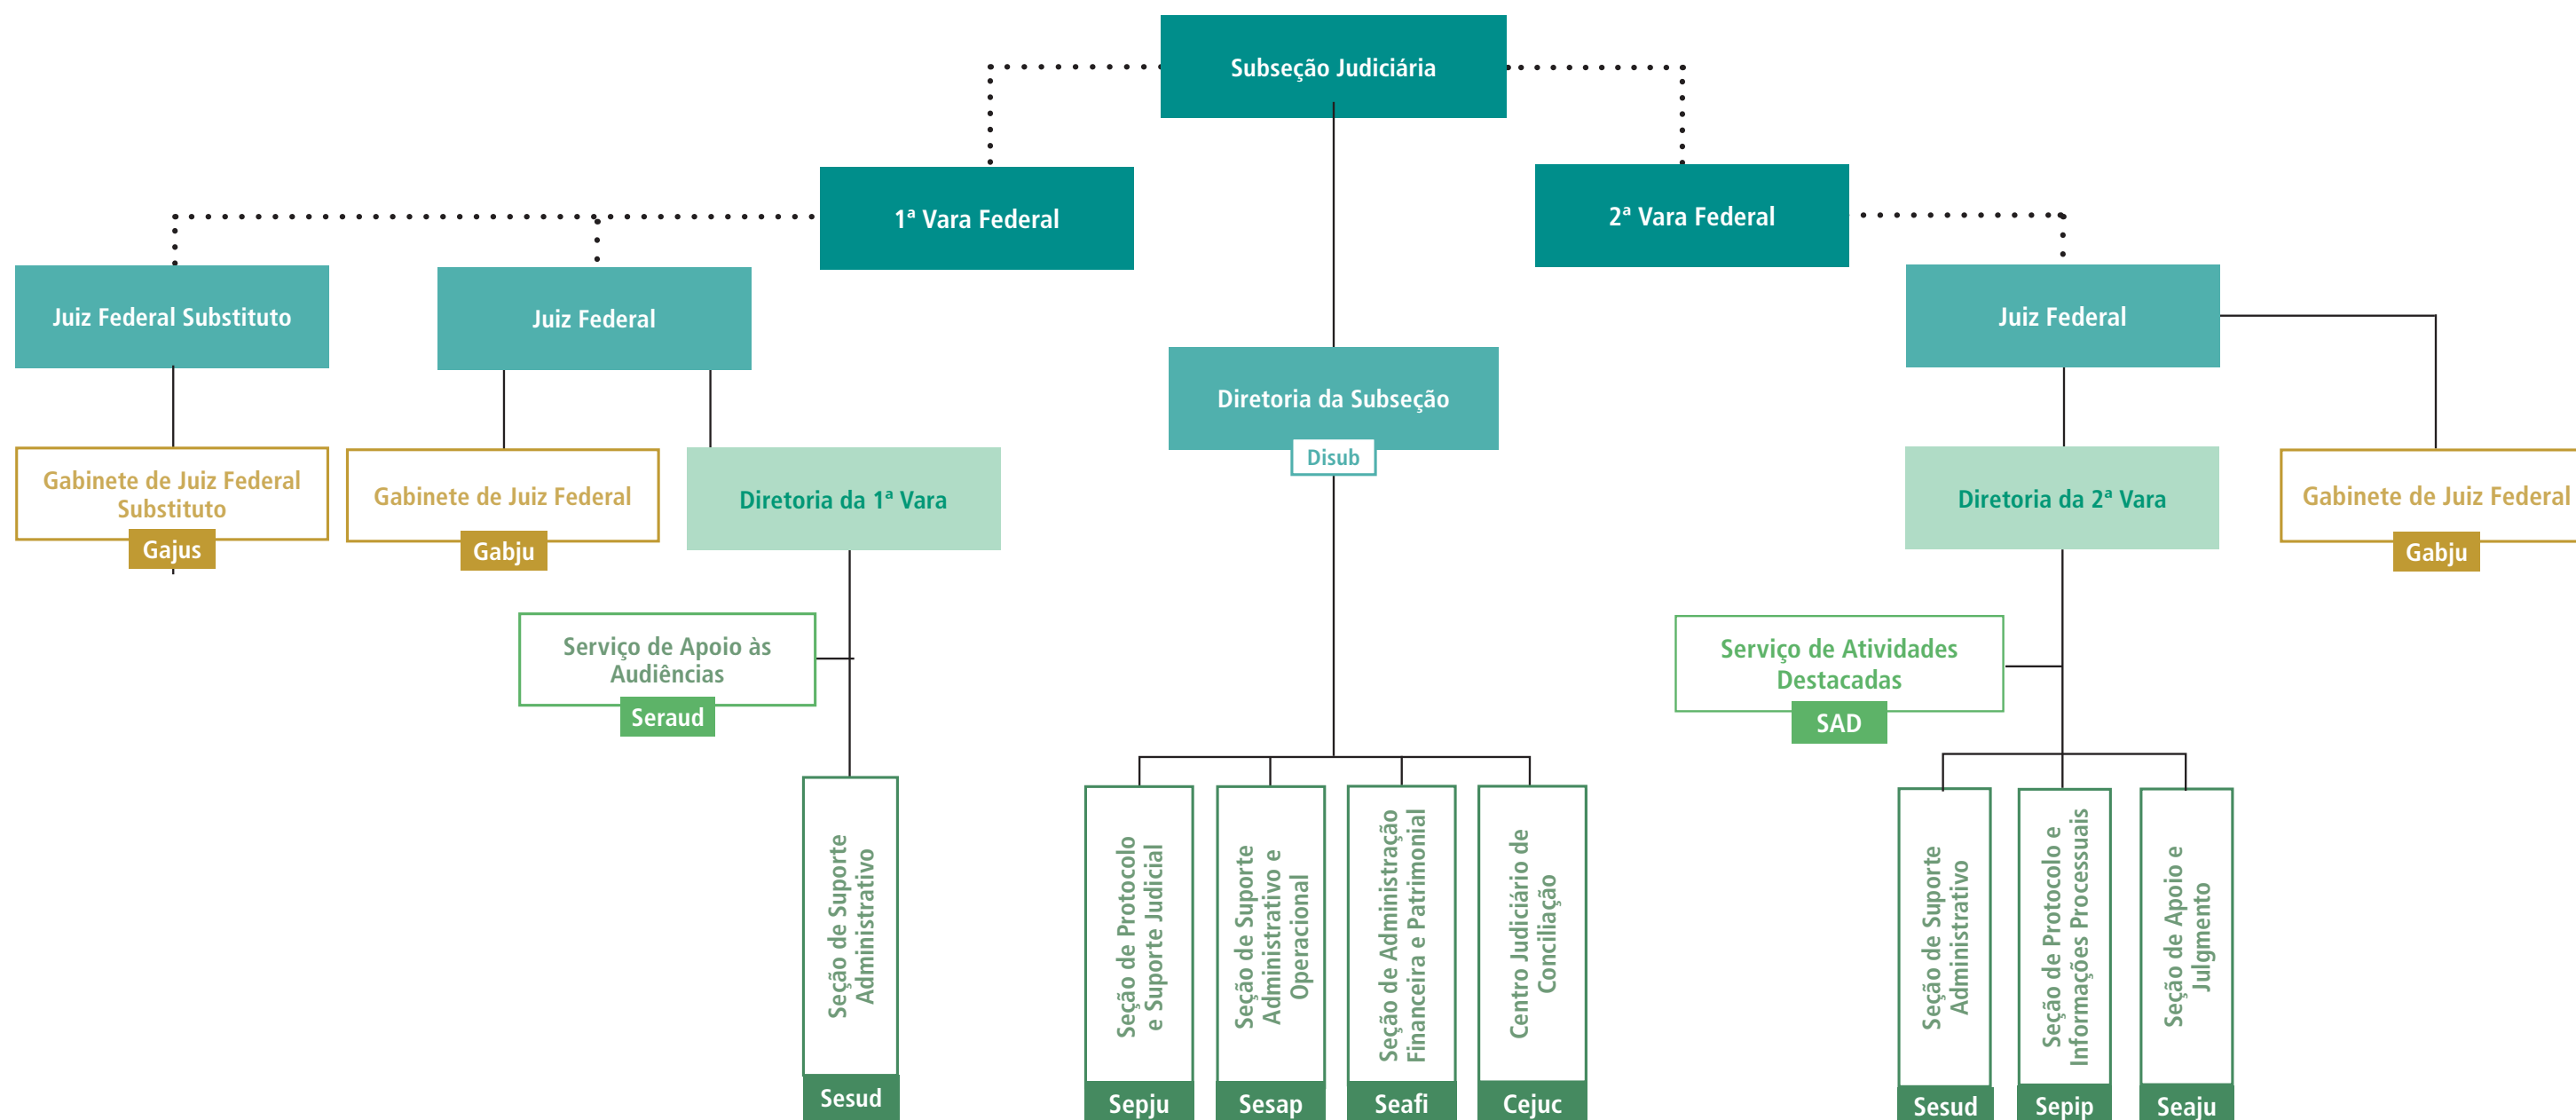 Subseção Judiciária
1ª Vara Federal
2ª Vara Federal
Juiz Federal Substituto
Juiz Federal
Juiz Federal
Diretoria da Subseção
Disub
Gabinete de Juiz Federal
Substituto
Gajus
Gabinete de Juiz Federal
Gabju
Diretoria da 1ª Vara
Diretoria da 2ª Vara
Gabinete de Juiz Federal
Gabju
Serviço de Apoio às
Audiências
Seraud
Serviço de Atividades
Destacadas
SAD
Seção de Suporte
Administrativo
Sesud
Seção de Protocolo
e Suporte Judicial
Sepju
Seção de Suporte
Administrativo e
Operacional
Sesap
Seção de Administração
Financeira e Patrimonial
Seafi
Centro Judiciário de
Conciliação
Cejuc
Seção de Suporte
Administrativo
Sesud
Seção de Protocolo e
Informações Processuais
Sepip
Seção de Apoio e
Julgmento
Seaju